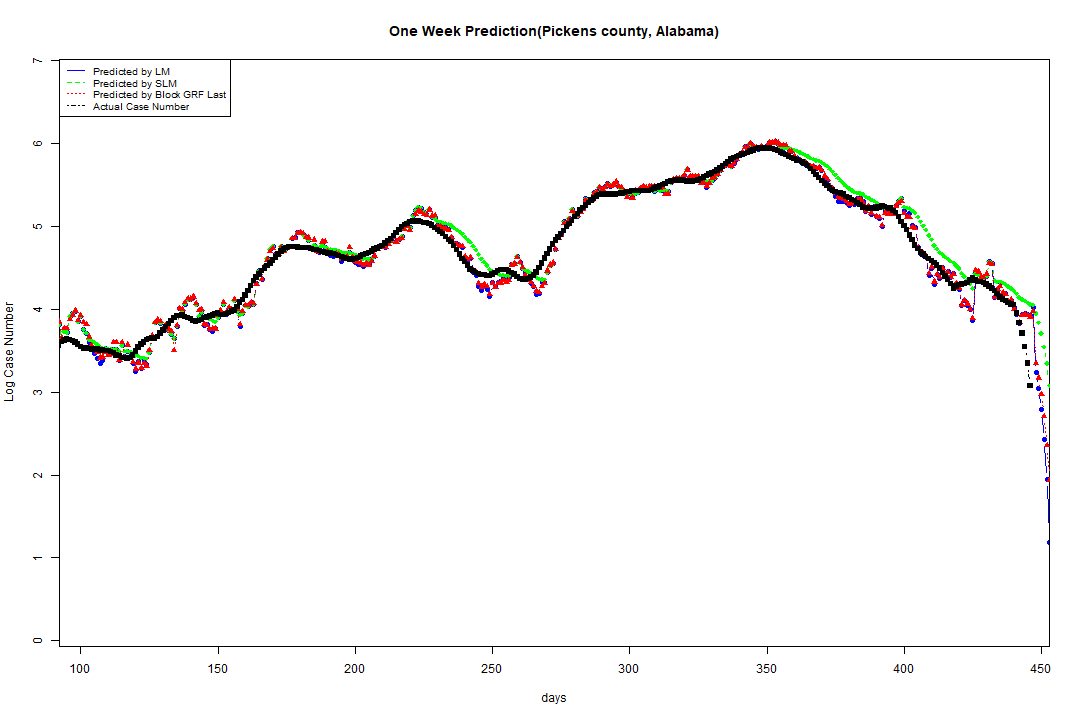 One Week Prediction(Pickens county, Alabama)
Predicted by LM
Predicted by SLM
Predicted by Block GRF Last
Actual Case Number
Log Case Number
7
6
5
4
3
2
1
0
100 150 200 250 300 350 400 450
days